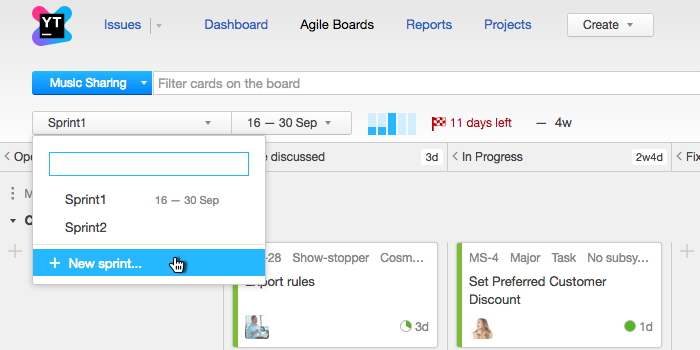 YT
Issues Dashboard Agile Boards Reports Projects Create
Music Sharing Filter cards on the board
Sprint1 16 — 30 Sep 11 days left — 4w
Ope e discussed 3d In Progress 2w4d Fix
M
Sprint1 16 — 30 Sep
C
Sprint2
+ New sprint...
-28 Show-stopper Cosm... MS-4 Major Task No subsy...
Export rules Set Preferred Customer
Discount
3d 1d